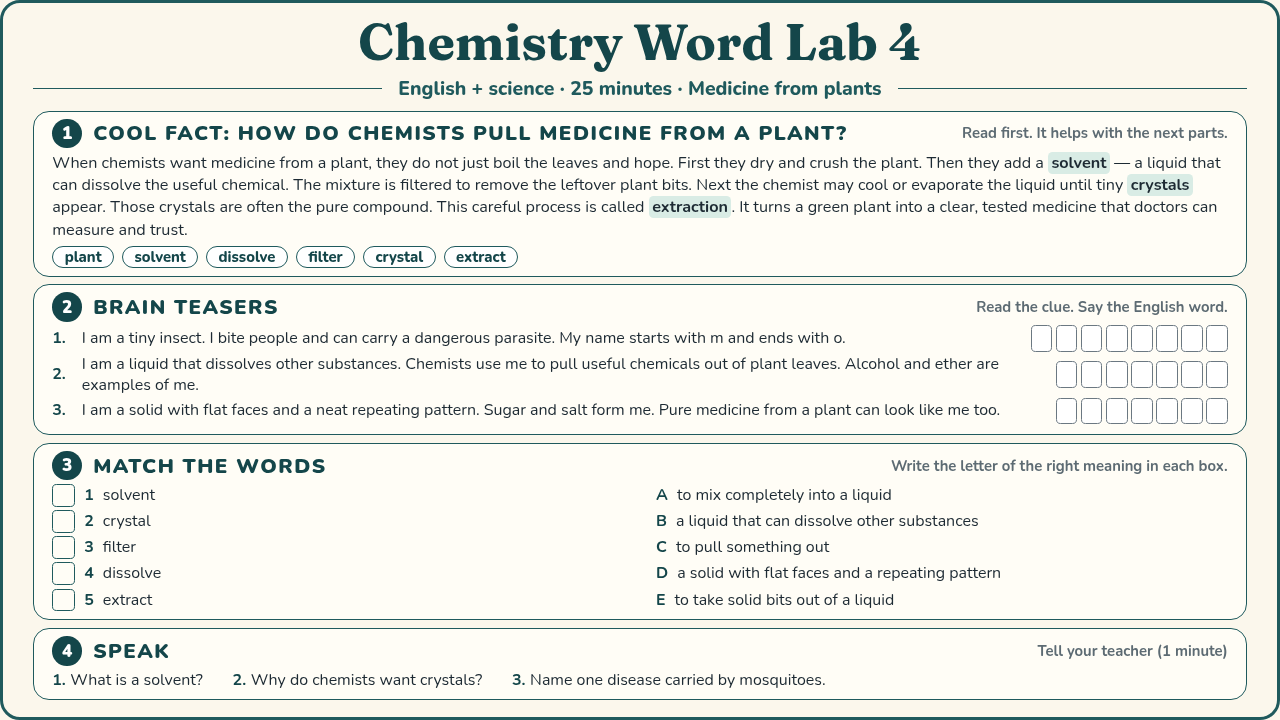 Chemistry Word Lab 4
English + science · 25 minutes · Medicine from plants
1 COOL FACT: HOW DO CHEMISTS PULL MEDICINE FROM A PLANT? Read first. It helps with the next parts.
When chemists want medicine from a plant, they do not just boil the leaves and hope. First they dry and crush the plant. Then they add a solvent — a liquid that
can dissolve the useful chemical. The mixture is filtered to remove the leftover plant bits. Next the chemist may cool or evaporate the liquid until tiny crystals
appear. Those crystals are often the pure compound. This careful process is called extraction. It turns a green plant into a clear, tested medicine that doctors can
measure and trust.
plant solvent dissolve filter crystal extract
2 BRAIN TEASERS Read the clue. Say the English word.
1. I am a tiny insect. I bite people and can carry a dangerous parasite. My name starts with m and ends with o.
2. I am a liquid that dissolves other substances. Chemists use me to pull useful chemicals out of plant leaves. Alcohol and ether are
examples of me.
3. I am a solid with flat faces and a neat repeating pattern. Sugar and salt form me. Pure medicine from a plant can look like me too.
3 MATCH THE WORDS Write the letter of the right meaning in each box.
1 solvent A to mix completely into a liquid
2 crystal B a liquid that can dissolve other substances
3 filter C to pull something out
4 dissolve D a solid with flat faces and a repeating pattern
5 extract E to take solid bits out of a liquid
4 SPEAK Tell your teacher (1 minute)
1. What is a solvent? 2. Why do chemists want crystals? 3. Name one disease carried by mosquitoes.